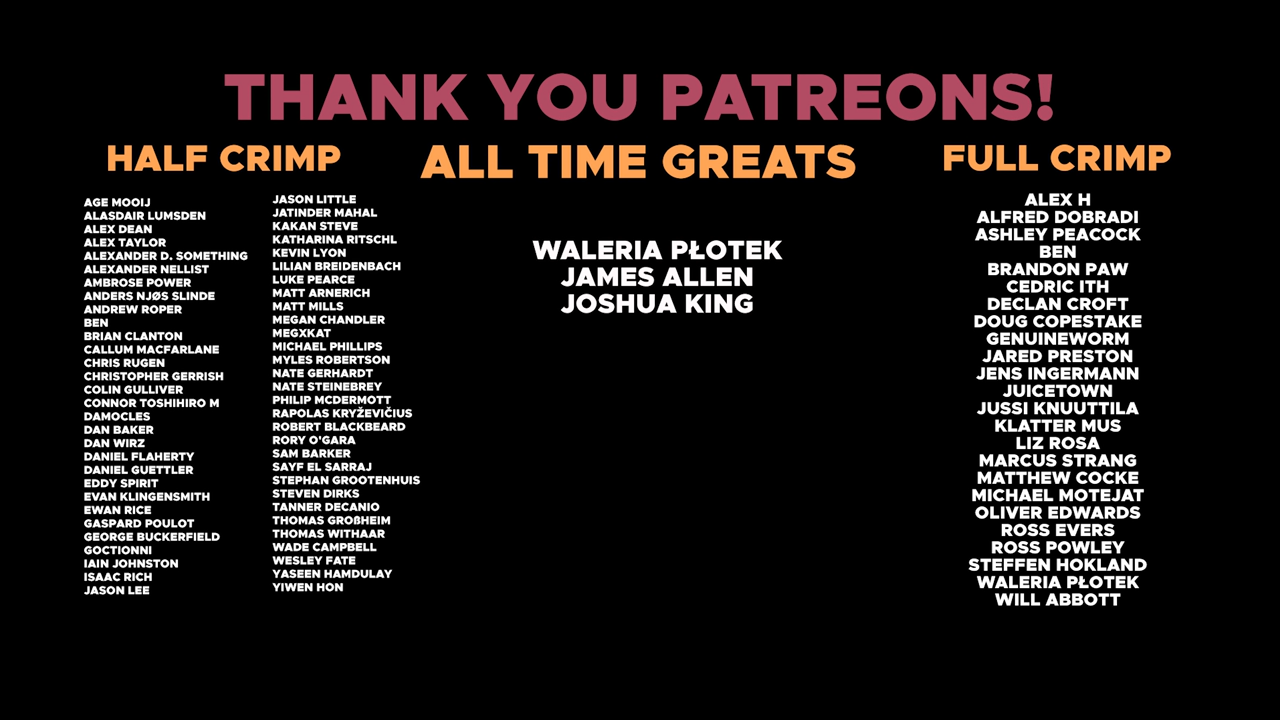 THANK YOU PATREONS!
HALF CRIMP
AGE MOOIJ
ALASDAIR LUMSDEN
ALEX DEAN
ALEX TAYLOR
ALEXANDER D. SOMETHING
ALEXANDER NELLIST
AMBROSE POWER
ANDERS NJØS SLINDE
ANDREW ROPER
BEN
BRIAN CLANTON
CALLUM MACFARLANE
CHRIS RUGEN
CHRISTOPHER GERRISH
COLIN GULLIVER
CONNOR TOSHIHIRO M
DAMOCLES
DAN BAKER
DAN WIRZ
DANIEL FLAHERTY
DANIEL GUETTLER
EDDY SPIRIT
EVAN KLINGENSMITH
EWAN RICE
GASPARD POULOT
GEORGE BUCKERFIELD
GOCTIONNI
IAIN JOHNSTON
ISAAC RICH
JASON LEE
JASON LITTLE
JATINDER MAHAL
KAKAN STEVE
KATHARINA RITSCHL
KEVIN LYON
LILIAN BREIDENBACH
LUKE PEARCE
MATT ARNERICH
MATT MILLS
MEGAN CHANDLER
MEGXKAT
MICHAEL PHILLIPS
MYLES ROBERTSON
NATE GERHARDT
NATE STEINEBREY
PHILIP MCDERMOTT
RAPOLAS KRYŽEVIČIUS
ROBERT BLACKBEARD
RORY O'GARA
SAM BARKER
SAYF EL SARRAJ
STEPHAN GROOTENHUIS
STEVEN DIRKS
TANNER DECANIO
THOMAS GROßHEIM
THOMAS WITHAAR
WADE CAMPBELL
WESLEY FATE
YASEEN HAMDULAY
YIWEN HON
ALL TIME GREATS
WALERIA PŁOTEK
JAMES ALLEN
JOSHUA KING
FULL CRIMP
ALEX H
ALFRED DOBRADI
ASHLEY PEACOCK
BEN
BRANDON PAW
CEDRIC ITH
DECLAN CROFT
DOUG COPESTAKE
GENUINEWORM
JARED PRESTON
JENS INGERMANN
JUICETOWN
JUSSI KNUUTTILA
KLATTER MUS
LIZ ROSA
MARCUS STRANG
MATTHEW COCKE
MICHAEL MOTEJAT
OLIVER EDWARDS
ROSS EVERS
ROSS POWLEY
STEFFEN HOKLAND
WALERIA PŁOTEK
WILL ABBOTT